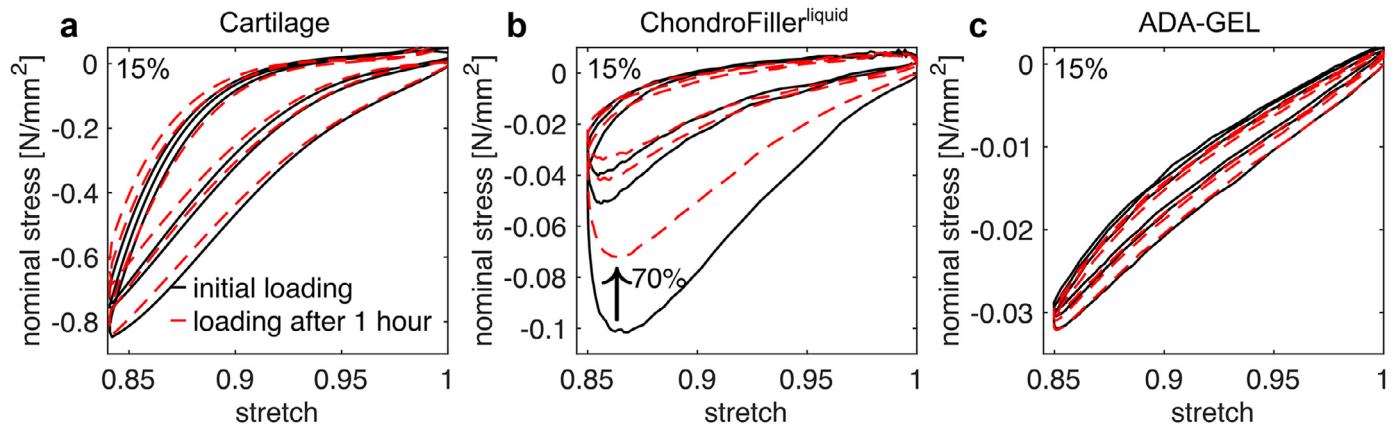 a Cartilage
nominal stress [N/mm²]
0
-0.2
-0.4
-0.6
-0.8
15%
initial loading
loading after 1 hour
0.85 0.9 0.95 1
stretch
b ChondroFillerˡⁱᑫᵘⁱᵈ
nominal stress [N/mm²]
0
-0.02
-0.04
-0.06
-0.08
-0.1
15%
70%
0.85 0.9 0.95 1
stretch
c ADA-GEL
nominal stress [N/mm²]
0
-0.01
-0.02
-0.03
15%
0.85 0.9 0.95 1
stretch